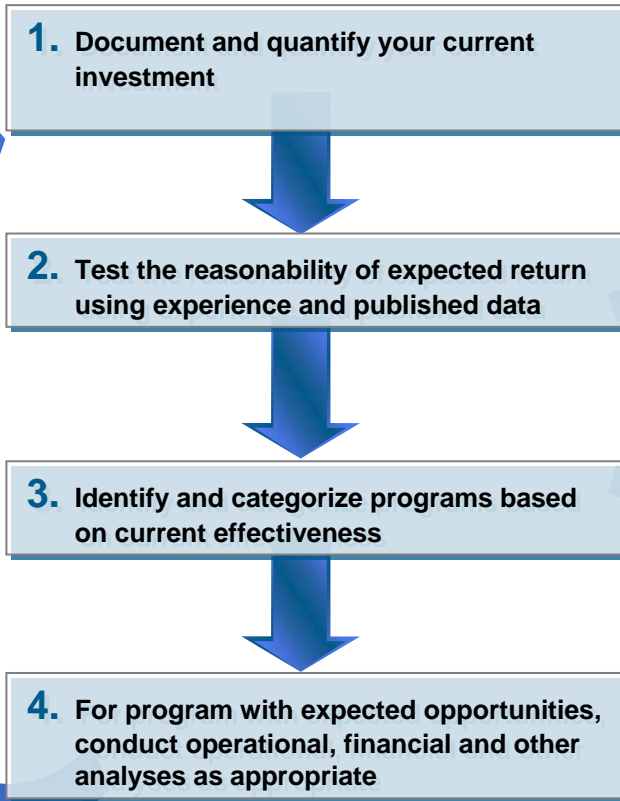 1. Document and quantify your current
investment
2. Test the reasonability of expected return
using experience and published data
3. Identify and categorize programs based
on current effectiveness
4. For program with expected opportunities,
conduct operational, financial and other
analyses as appropriate